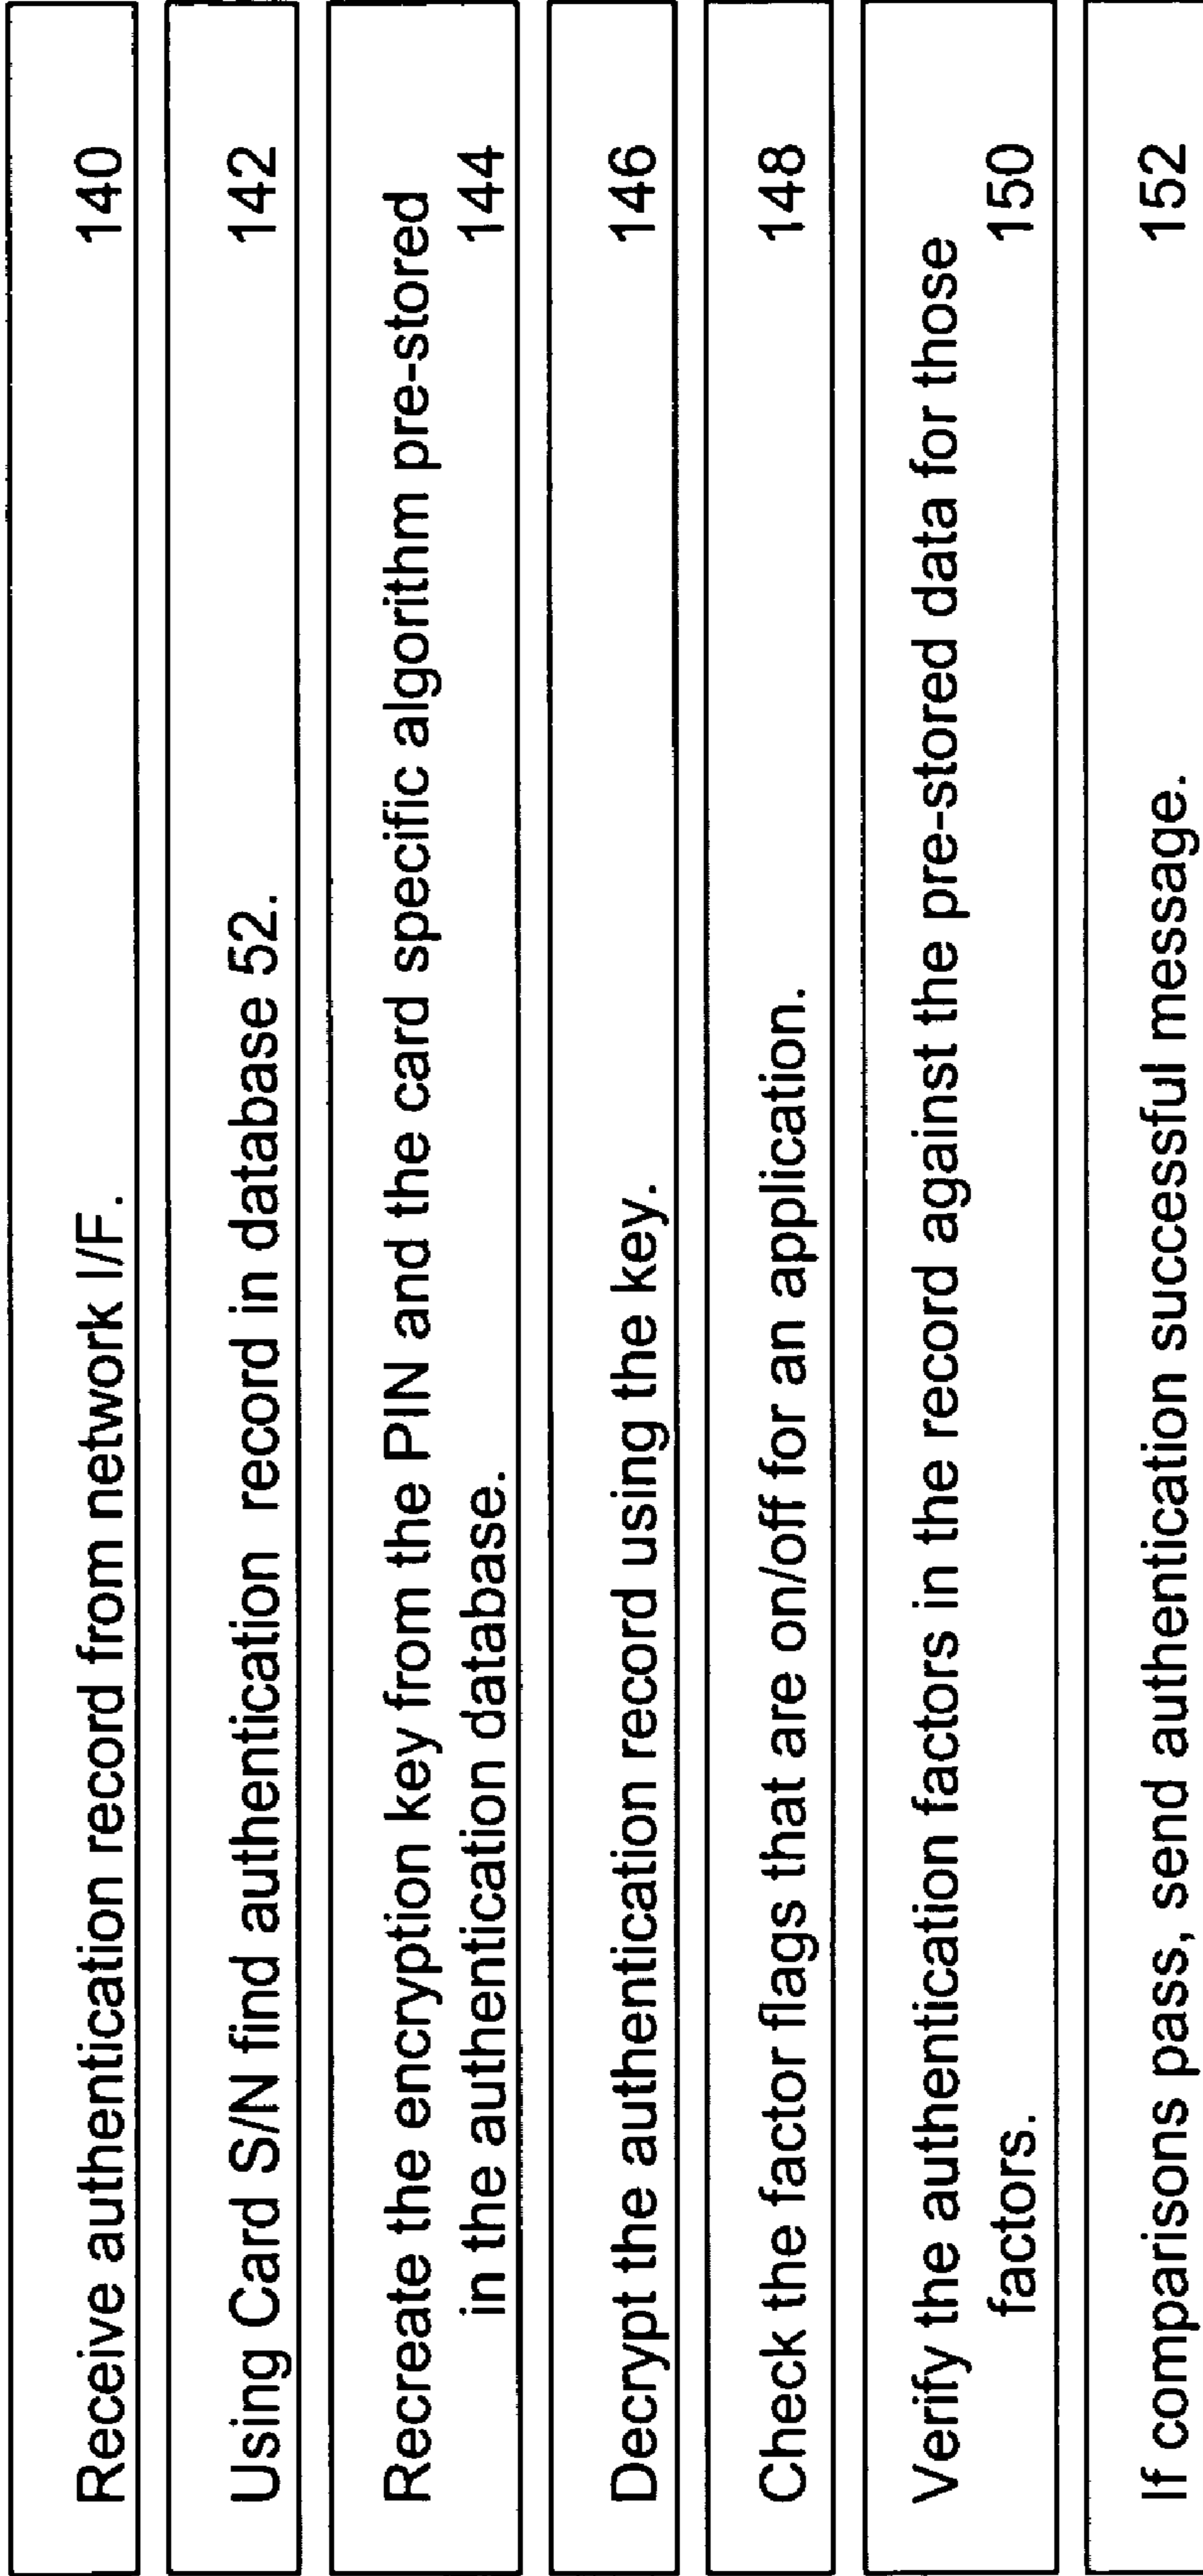 Receive authentication record from network I/F. 140
Using Card S/N find authentication record in database 52. 142
Recreate the encryption key from the PIN and the card specific algorithm pre-stored
in the authentication database. 144
Decrypt the authentication record using the key. 146
Check the factor flags that are on/off for an application. 148
Verify the authentication factors in the record against the pre-stored data for those
factors. 150
If comparisons pass, send authentication successful message. 152